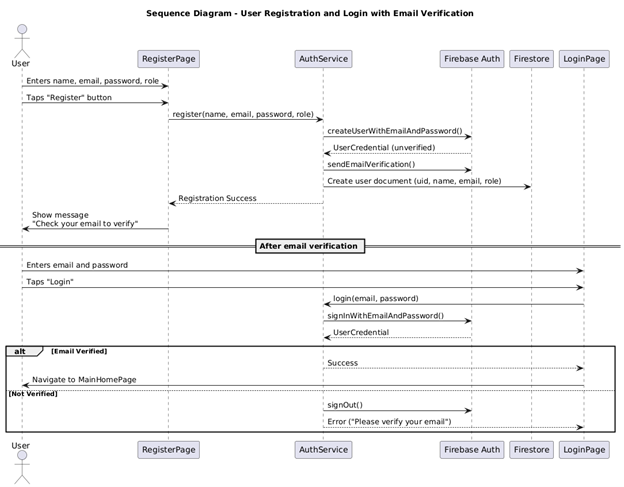 Sequence Diagram - User Registration and Login with Email Verification
User
RegisterPage
AuthService
Firebase Auth
Firestore
LoginPage
Enters name, email, password, role
Taps "Register" button
register(name, email, password, role)
createUserWithEmailAndPassword()
UserCredential (unverified)
sendEmailVerification()
Create user document (uid, name, email, role)
Registration Success
Show message
"Check your email to verify"
After email verification
Enters email and password
Taps "Login"
login(email, password)
signInWithEmailAndPassword()
UserCredential
alt
[Email Verified]
Success
Navigate to MainHomePage
[Not Verified]
signOut()
Error ("Please verify your email")
User
RegisterPage
AuthService
Firebase Auth
Firestore
LoginPage